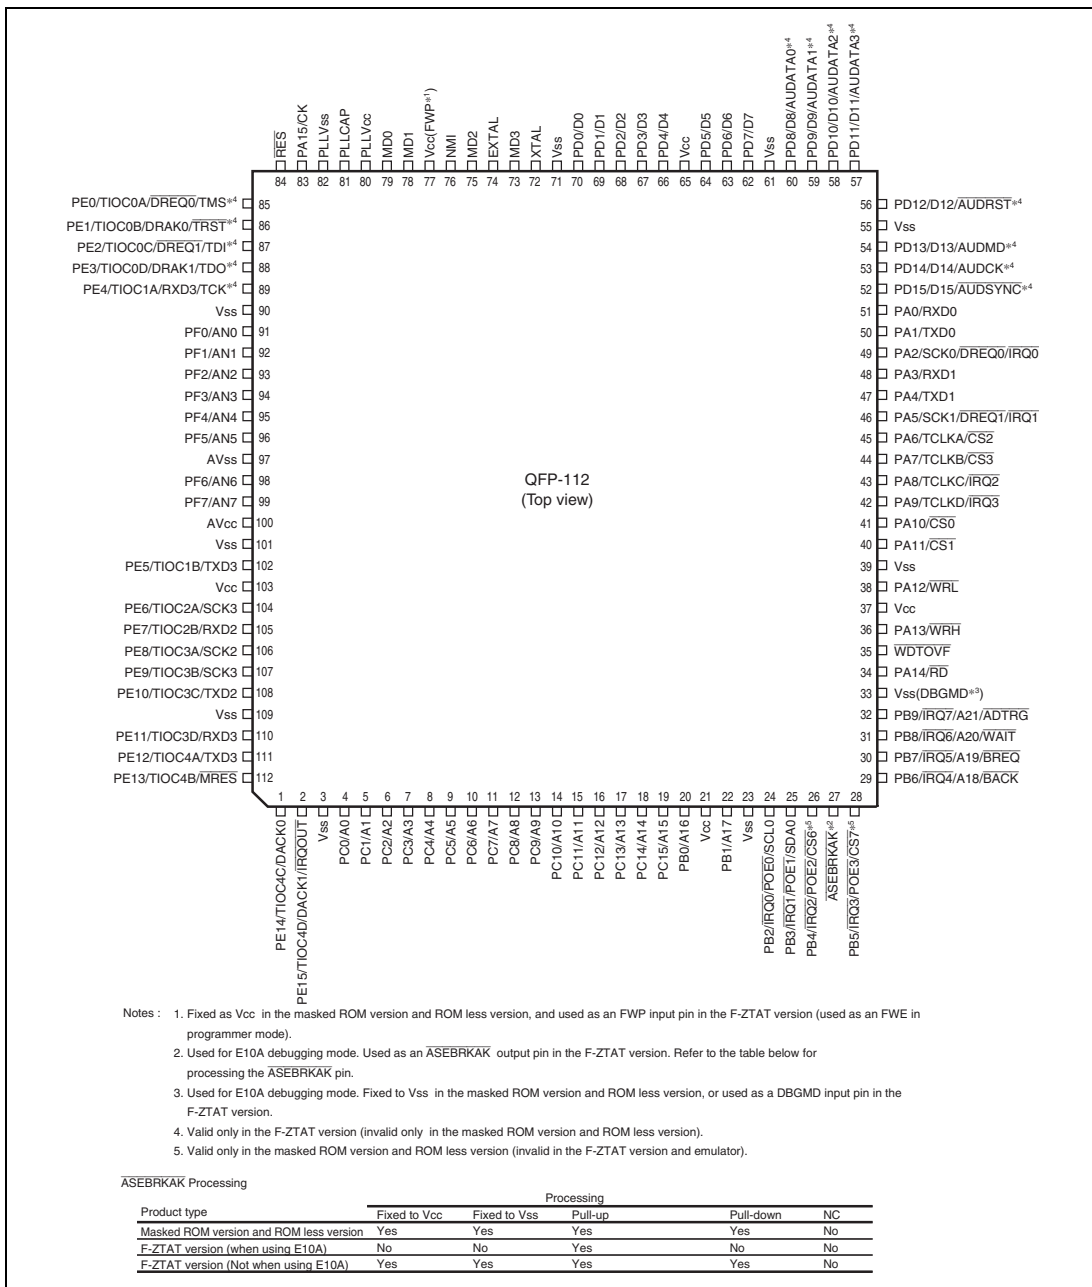 RES
PA15/CK
PLLVss
PLLCAP
PLLVcc
MD0
MD1
Vcc(FWP*1)
NMI
MD2
EXTAL
MD3
XTAL
Vss
PD0/D0
PD1/D1
PD2/D2
PD3/D3
PD4/D4
Vcc
PD5/D5
PD6/D6
PD7/D7
Vss
PD8/D8/AUDATA0*4
PD9/D9/AUDATA1*4
PD10/D10/AUDATA2*4
PD11/D11/AUDATA3*4
84 83 82 81 80 79 78 77 76 75 74 73 72 71 70 69 68 67 66 65 64 63 62 61 60 59 58 57
PE0/TIOC0A/DREQ0/TMS*4 85
PE1/TIOC0B/DRAK0/TRST*4 86
PE2/TIOC0C/DREQ1/TDI*4 87
PE3/TIOC0D/DRAK1/TDO*4 88
PE4/TIOC1A/RXD3/TCK*4 89
Vss 90
PF0/AN0 91
PF1/AN1 92
PF2/AN2 93
PF3/AN3 94
PF4/AN4 95
PF5/AN5 96
AVss 97
PF6/AN6 98
PF7/AN7 99
AVcc 100
Vss 101
PE5/TIOC1B/TXD3 102
Vcc 103
PE6/TIOC2A/SCK3 104
PE7/TIOC2B/RXD2 105
PE8/TIOC3A/SCK2 106
PE9/TIOC3B/SCK3 107
PE10/TIOC3C/TXD2 108
Vss 109
PE11/TIOC3D/RXD3 110
PE12/TIOC4A/TXD3 111
PE13/TIOC4B/MRES 112
QFP-112
(Top view)
56 PD12/D12/AUDRST*4
55 Vss
54 PD13/D13/AUDMD*4
53 PD14/D14/AUDCK*4
52 PD15/D15/AUDSYNC*4
51 PA0/RXD0
50 PA1/TXD0
49 PA2/SCK0/DREQ0/IRQ0
48 PA3/RXD1
47 PA4/TXD1
46 PA5/SCK1/DREQ1/IRQ1
45 PA6/TCLKA/CS2
44 PA7/TCLKB/CS3
43 PA8/TCLKC/IRQ2
42 PA9/TCLKD/IRQ3
41 PA10/CS0
40 PA11/CS1
39 Vss
38 PA12/WRL
37 Vcc
36 PA13/WRH
35 WDTOVF
34 PA14/RD
33 Vss(DBGMD*3)
32 PB9/IRQ7/A21/ADTRG
31 PB8/IRQ6/A20/WAIT
30 PB7/IRQ5/A19/BREQ
29 PB6/IRQ4/A18/BACK
1 2 3 4 5 6 7 8 9 10 11 12 13 14 15 16 17 18 19 20 21 22 23 24 25 26 27 28
PE14/TIOC4C/DACK0
PE15/TIOC4D/DACK1/IRQOUT
Vss
PC0/A0
PC1/A1
PC2/A2
PC3/A3
PC4/A4
PC5/A5
PC6/A6
PC7/A7
PC8/A8
PC9/A9
PC10/A10
PC11/A11
PC12/A12
PC13/A13
PC14/A14
PC15/A15
PB0/A16
Vcc
PB1/A17
Vss
PB2/IRQ0/POE0/SCL0
PB3/IRQ1/POE1/SDA0
PB4/IRQ2/POE2/CS6*5
ASEBRKAK*2
PB5/IRQ3/POE3/CS7*5
Notes : 1. Fixed as Vcc in the masked ROM version and ROM less version, and used as an FWP input pin in the F-ZTAT version (used as an FWE in
programmer mode).
2. Used for E10A debugging mode. Used as an ASEBRKAK output pin in the F-ZTAT version. Refer to the table below for
processing the ASEBRKAK pin.
3. Used for E10A debugging mode. Fixed to Vss in the masked ROM version and ROM less version, or used as a DBGMD input pin in the
F-ZTAT version.
4. Valid only in the F-ZTAT version (invalid only in the masked ROM version and ROM less version).
5. Valid only in the masked ROM version and ROM less version (invalid in the F-ZTAT version and emulator).
ASEBRKAK Processing
Processing
Product type Fixed to Vcc Fixed to Vss Pull-up Pull-down NC
Masked ROM version and ROM less version Yes Yes Yes Yes No
F-ZTAT version (when using E10A) No No Yes No No
F-ZTAT version (Not when using E10A) Yes Yes Yes Yes No